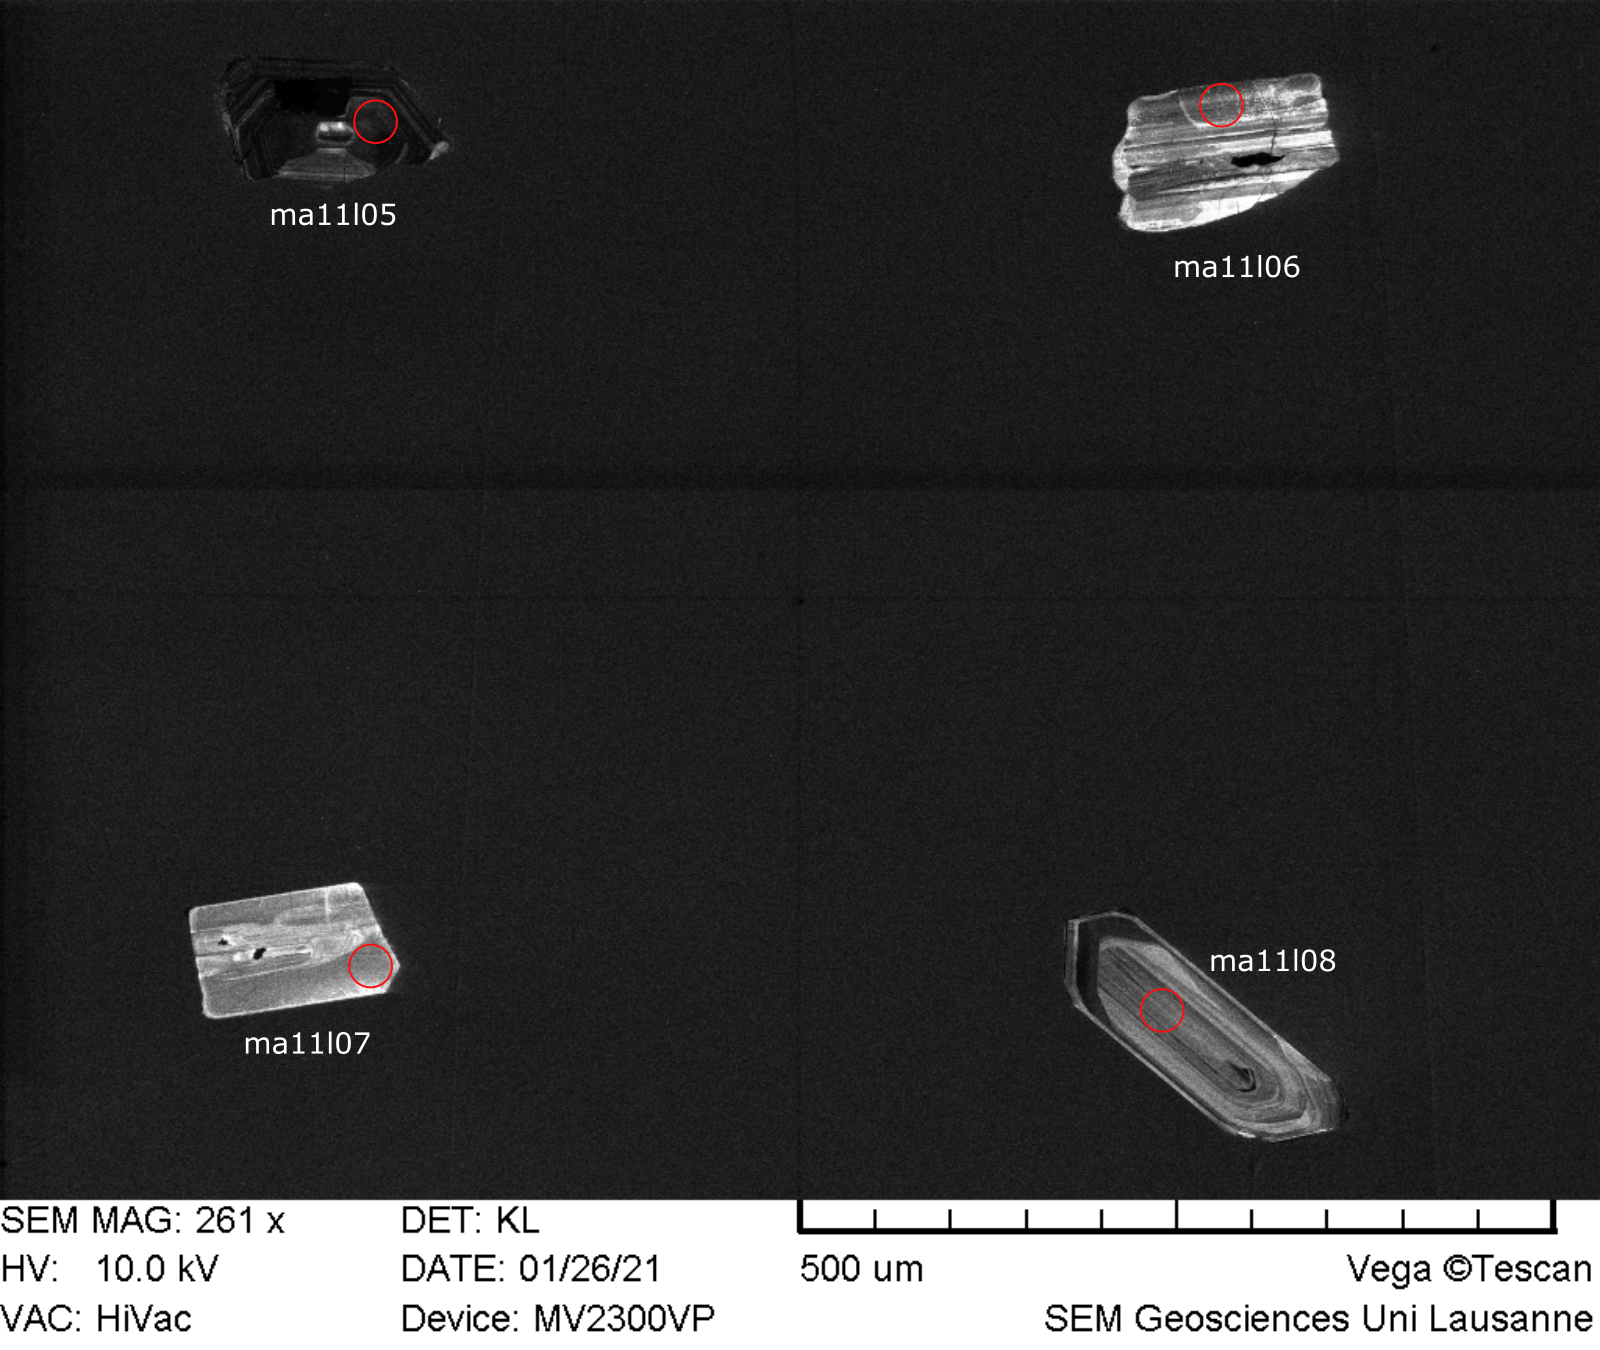 ma11l05
ma11l06
ma11l07
ma11l08
SEM MAG: 261 x
DET: KL
HV: 10.0 kV
DATE: 01/26/21
500 um
Vega ©Tescan
VAC: HiVac
Device: MV2300VP
SEM Geosciences Uni Lausanne